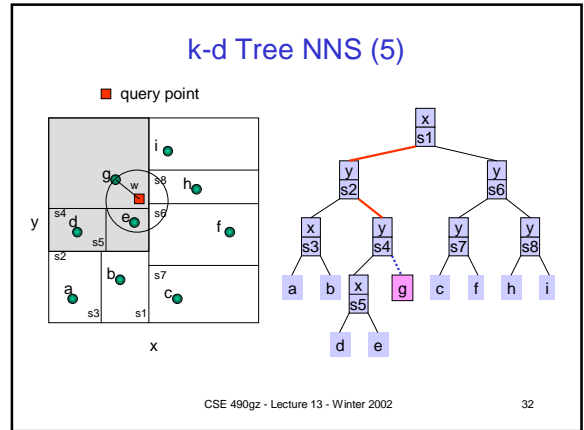 k-d Tree NNS (5)
query point
i
g
w
s8
h
s4
d
e
s6
y
s5
f
s2
b
s7
a
c
s3
s1
x
x
s1
y
s2
y
s6
x
s3
y
s4
y
s7
y
s8
a
b
x
s5
g
c
f
h
i
d
e
CSE 490gz - Lecture 13 - Winter 2002
32